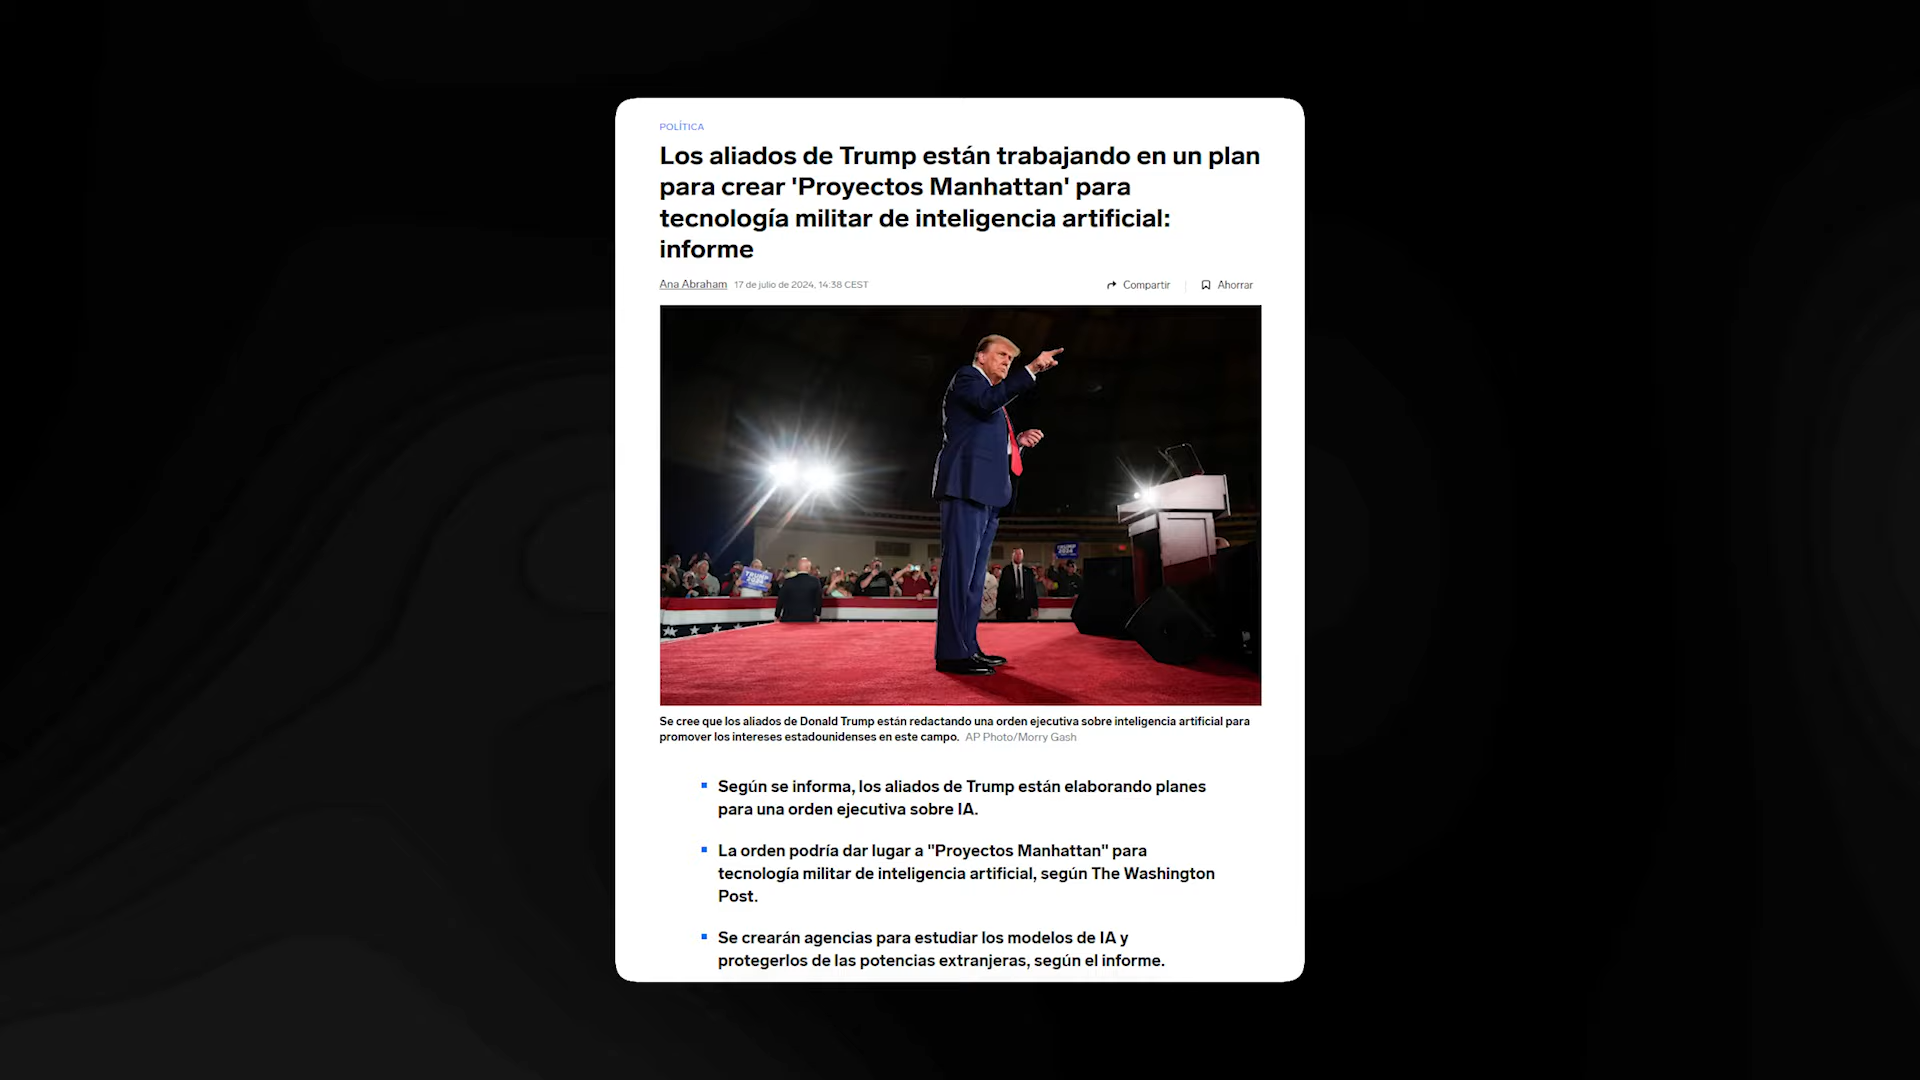 POLÍTICA
Los aliados de Trump están trabajando en un plan
para crear 'Proyectos Manhattan' para
tecnología militar de inteligencia artificial:
informe
Ana Abraham 17 de julio de 2024, 14:38 CEST
Compartir
Ahorrar
TRUMP
2024
TRUMP
2024
Se cree que los aliados de Donald Trump están redactando una orden ejecutiva sobre inteligencia artificial para
promover los intereses estadounidenses en este campo. AP Photo/Morry Gash
Según se informa, los aliados de Trump están elaborando planes
para una orden ejecutiva sobre IA.
La orden podría dar lugar a "Proyectos Manhattan" para
tecnología militar de inteligencia artificial, según The Washington
Post.
Se crearán agencias para estudiar los modelos de IA y
protegerlos de las potencias extranjeras, según el informe.